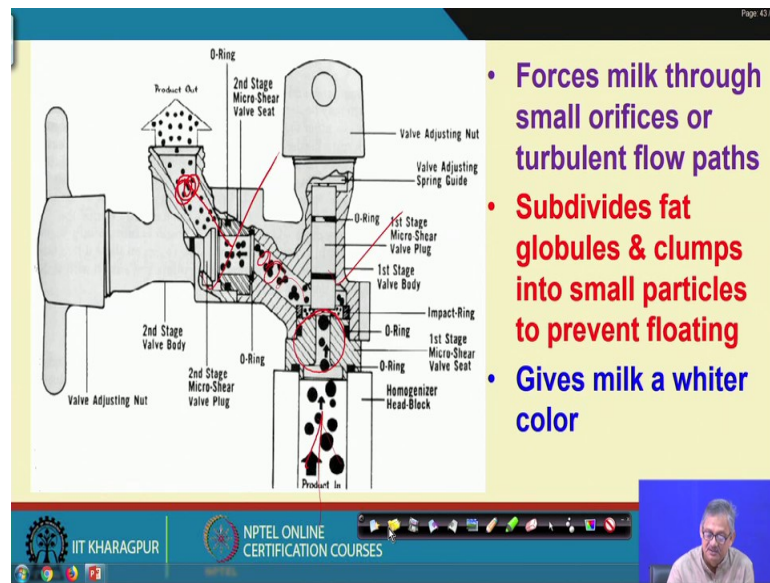 Page: 43 /
O-Ring
Product Out
2nd Stage
Micro-Shear
Valve Seat
Valve Adjusting Nut
Valve Adjusting
Spring Guide
O-Ring
1st Stage
Micro-Shear
Valve Plug
1st Stage
Valve Body
Impact-Ring
O-Ring
1st Stage
Micro-Shear
Valve Seat
O-Ring
Homogenizer
Head-Block
Product In
O-Ring
2nd Stage
Valve Body
2nd Stage
Micro-Shear
Valve Plug
Valve Adjusting Nut
• Forces milk through
small orifices or
turbulent flow paths
• Subdivides fat
globules & clumps
into small particles
to prevent floating
• Gives milk a whiter
color
IIT KHARAGPUR
NPTEL ONLINE
CERTIFICATION COURSES
NPTEL